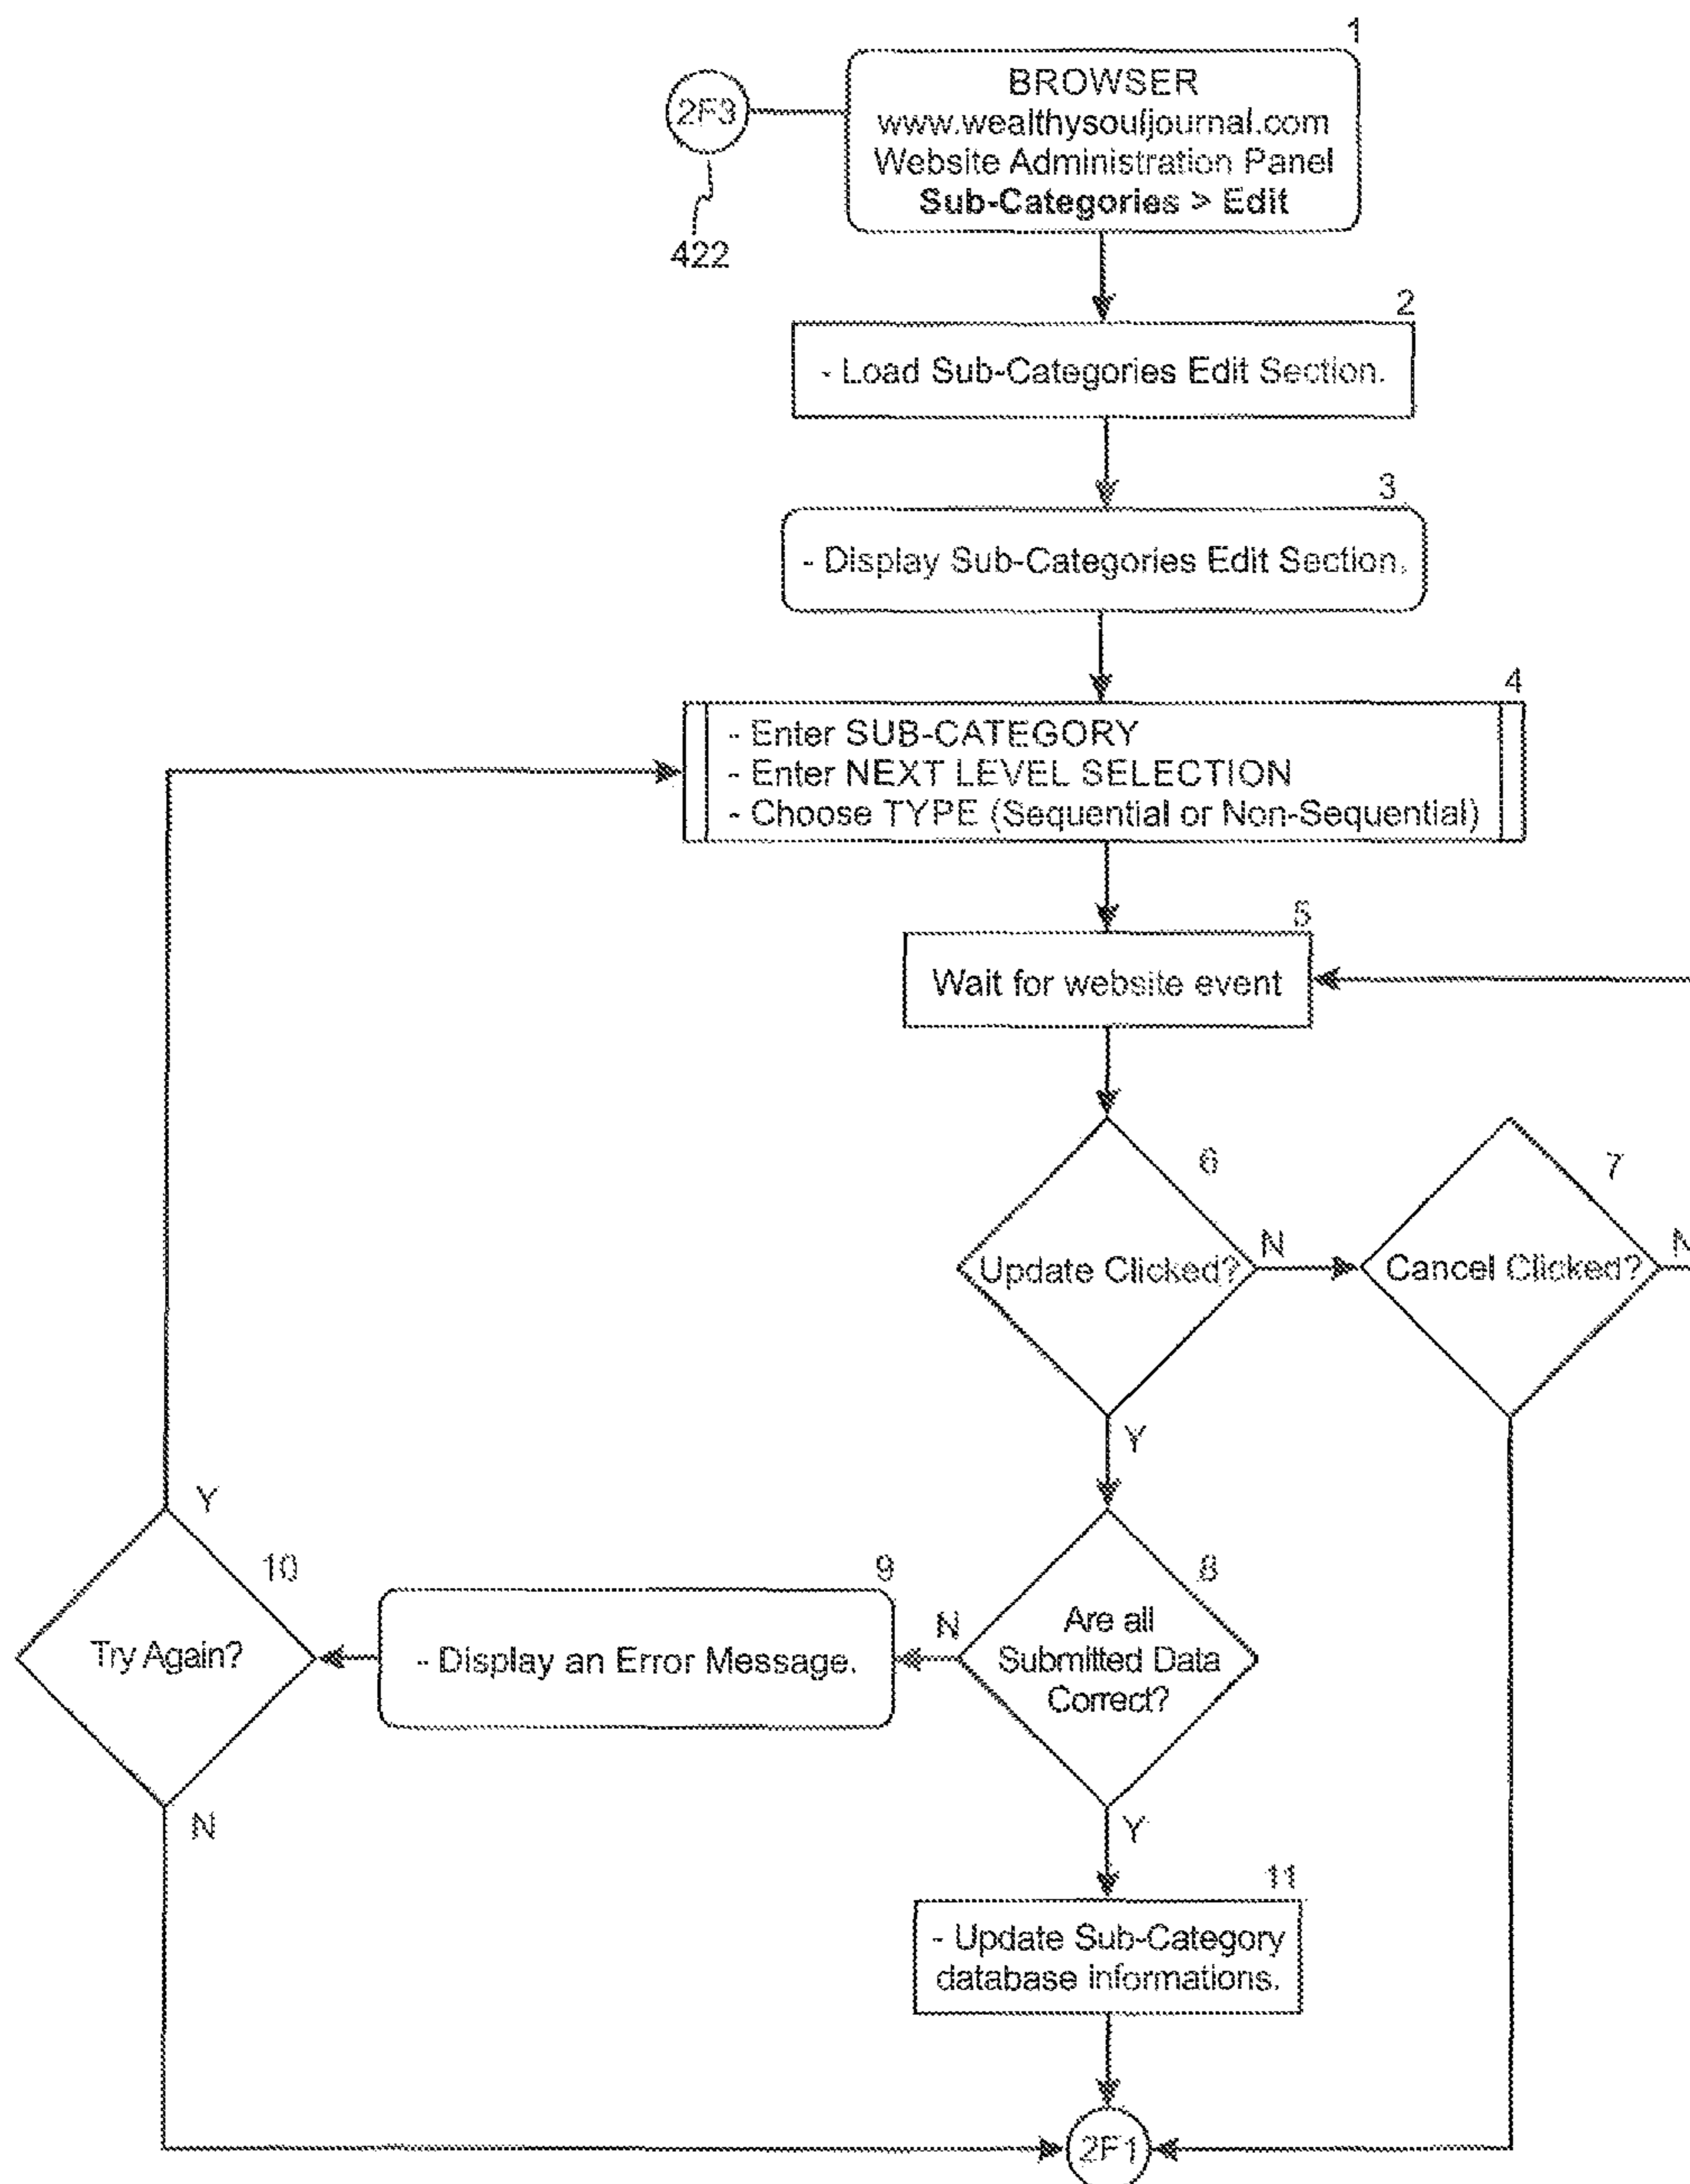 1
2F3
BROWSER
www.wealthysouljournal.com
Website Administration Panel
Sub-Categories > Edit
422
2
- Load Sub-Categories Edit Section.
3
- Display Sub-Categories Edit Section.
4
- Enter SUB-CATEGORY
- Enter NEXT LEVEL SELECTION
- Choose TYPE (Sequential or Non-Sequential)
5
Wait for website event
6
7
Update Clicked?
N
Cancel Clicked?
N
Y
Y
10
9
8
Try Again?
- Display an Error Message.
N
Are all
Submitted Data
Correct?
N
Y
11
- Update Sub-Category
database informations.
2F1